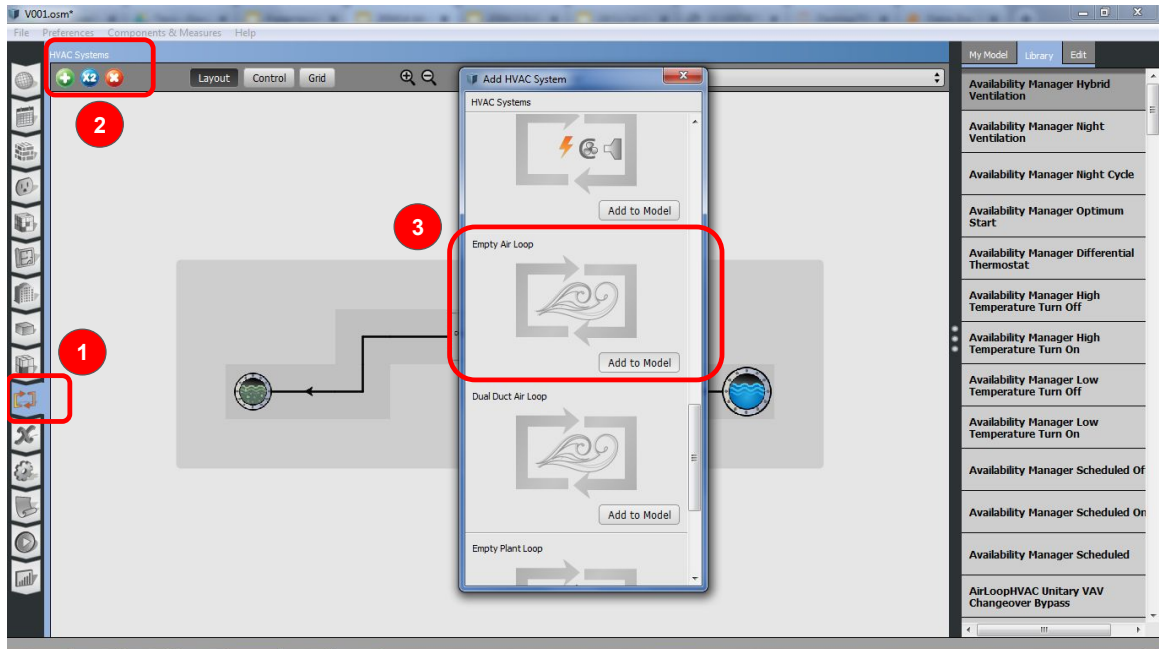 V001.osm*
File Preferences Components & Measures Help
HVAC Systems
X2
Layout Control Grid
2
1
3
Add HVAC System
HVAC Systems
Add to Model
Empty Air Loop
Add to Model
Dual Duct Air Loop
Add to Model
Empty Plant Loop
My Model Library Edit
Availability Manager Hybrid
Ventilation
Availability Manager Night
Ventilation
Availability Manager Night Cycle
Availability Manager Optimum
Start
Availability Manager Differential
Thermostat
Availability Manager High
Temperature Turn Off
Availability Manager High
Temperature Turn On
Availability Manager Low
Temperature Turn Off
Availability Manager Low
Temperature Turn On
Availability Manager Scheduled Of
Availability Manager Scheduled On
Availability Manager Scheduled
AirLoopHVAC Unitary VAV
Changeover Bypass